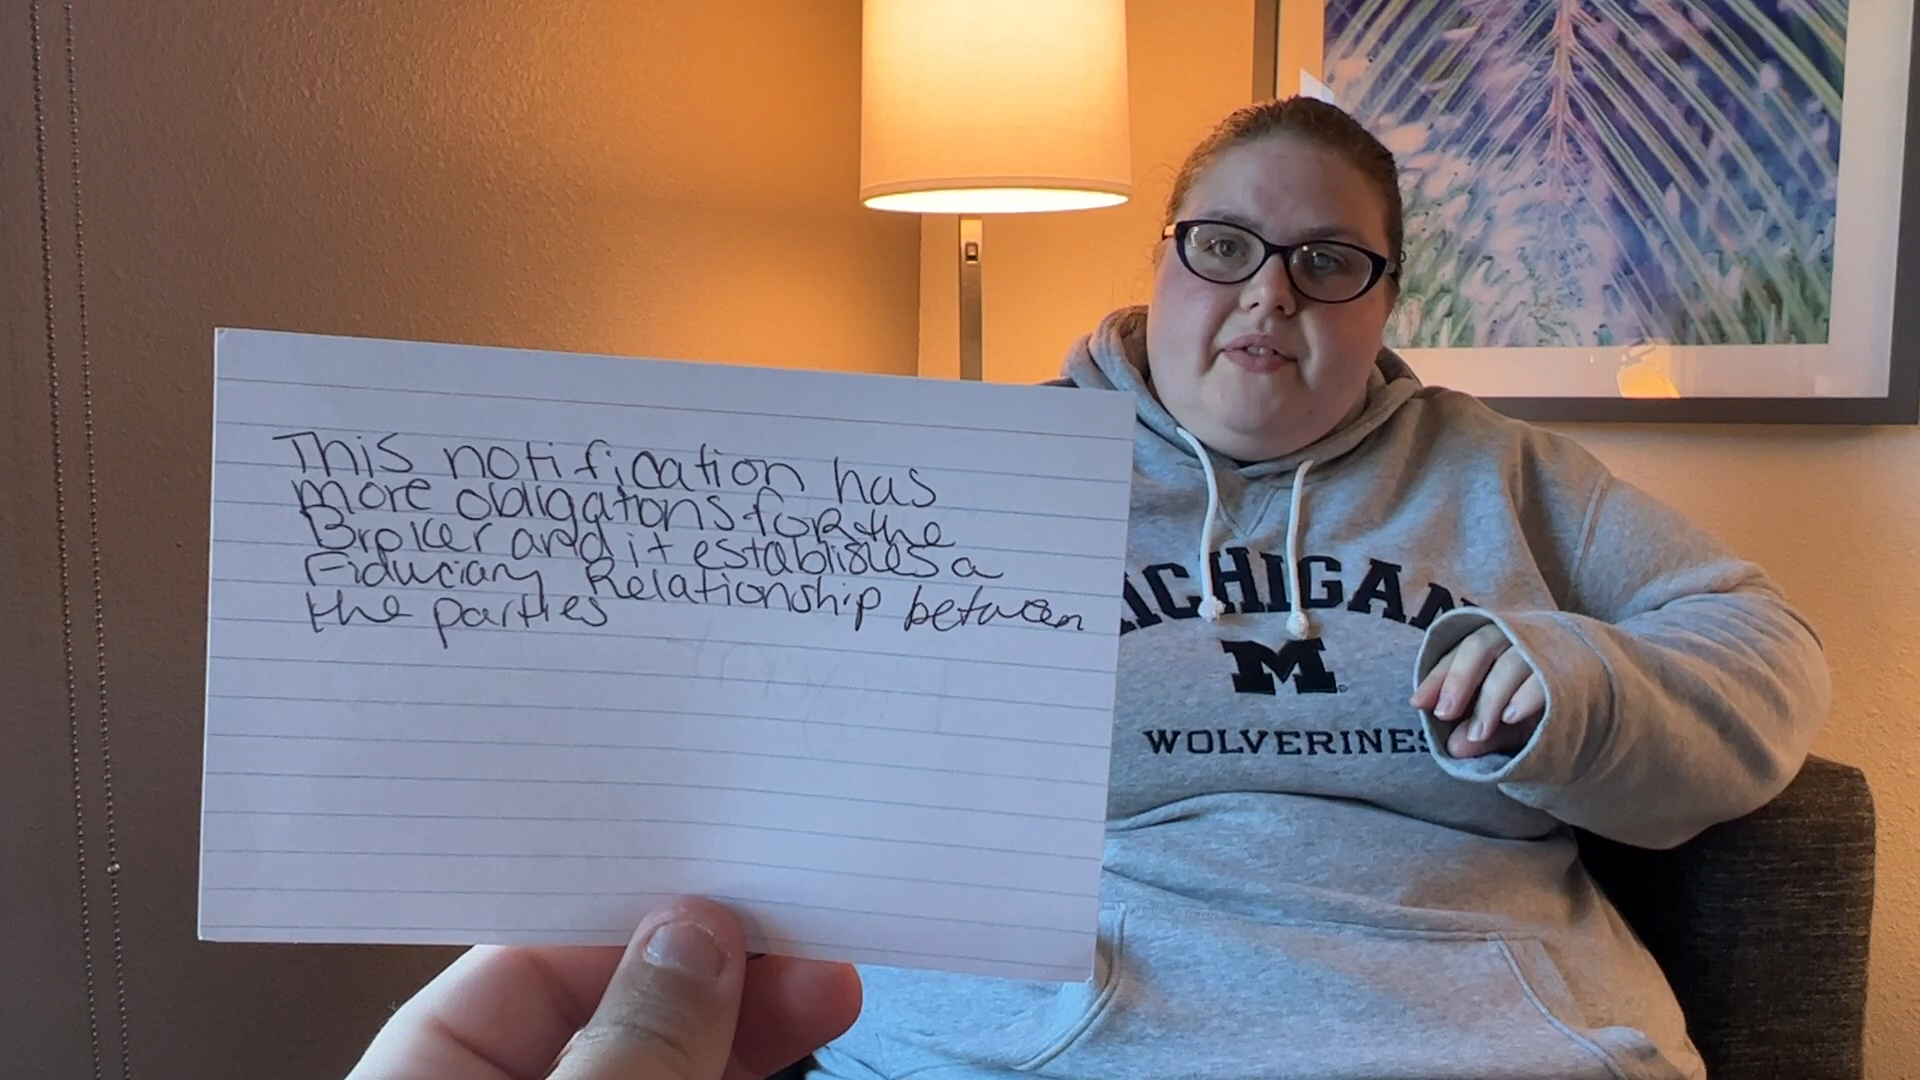 This notification has
more obligations for the
Broker and it establishes a
Fiduciary Relationship between
the parties
MICHIGAN
M
WOLVERINES